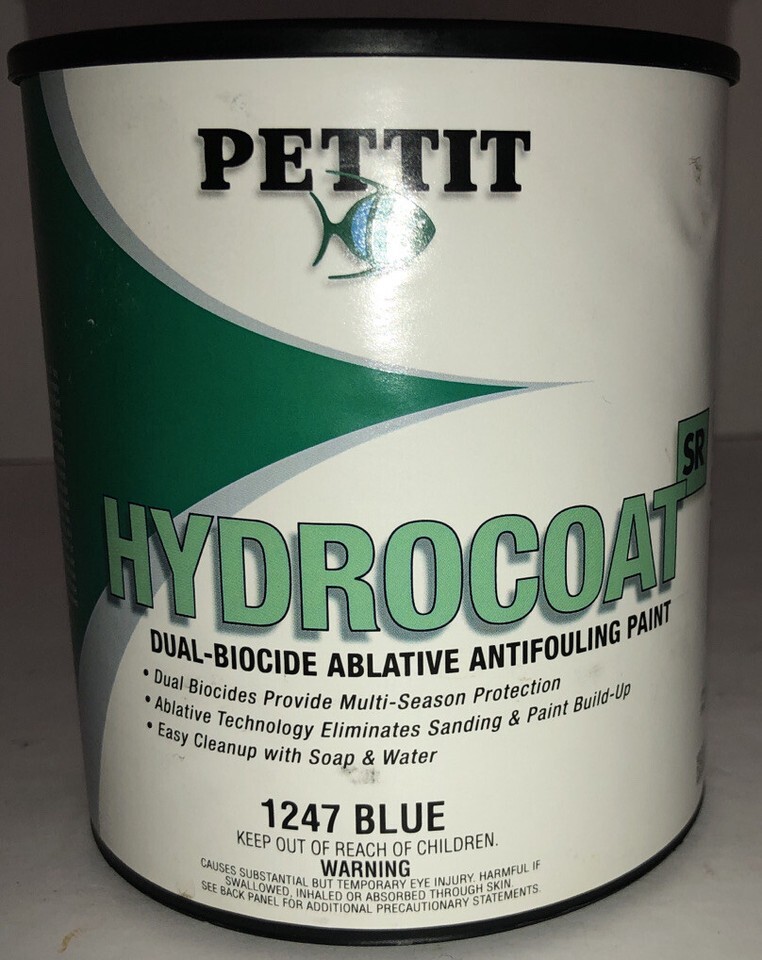 PETTIT
SR
HYDROCOAT
DUAL-BIOCIDE ABLATIVE ANTIFOULING PAINT
• Dual Biocides Provide Multi-Season Protection
• Ablative Technology Eliminates Sanding & Paint Build-Up
• Easy Cleanup with Soap & Water
1247 BLUE
KEEP OUT OF REACH OF CHILDREN.
WARNING
CAUSES SUBSTANTIAL BUT TEMPORARY EYE INJURY. HARMFUL IF
SWALLOWED, INHALED OR ABSORBED THROUGH SKIN.
SEE BACK PANEL FOR ADDITIONAL PRECAUTIONARY STATEMENTS.